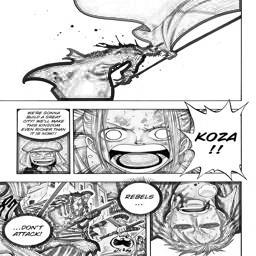 WE'RE GONNA
BUILD A GREAT
CITY! WE'LL MAKE
THIS KINGDOM
EVEN RICHER THAN
IT IS NOW!!
KOZA
!!
REBELS
...
...DON'T
ATTACK!